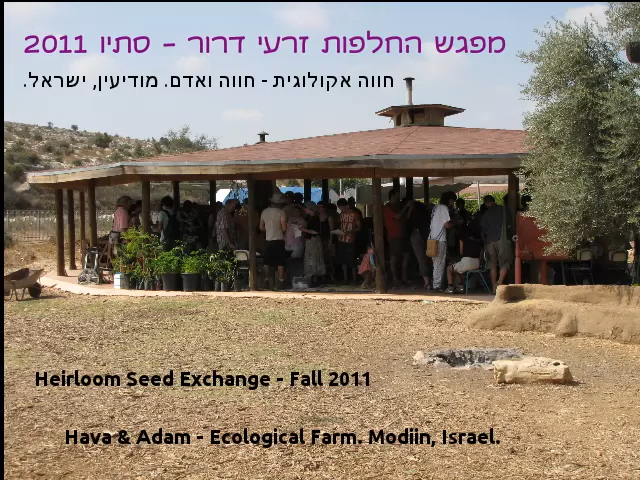 מפגש החלפות זרעי דרור - סתיו 2011
חווה אקולוגית - חווה ואדם. מודיעין, ישראל.
Heirloom Seed Exchange - Fall 2011
Hava & Adam - Ecological Farm. Modiin, Israel.